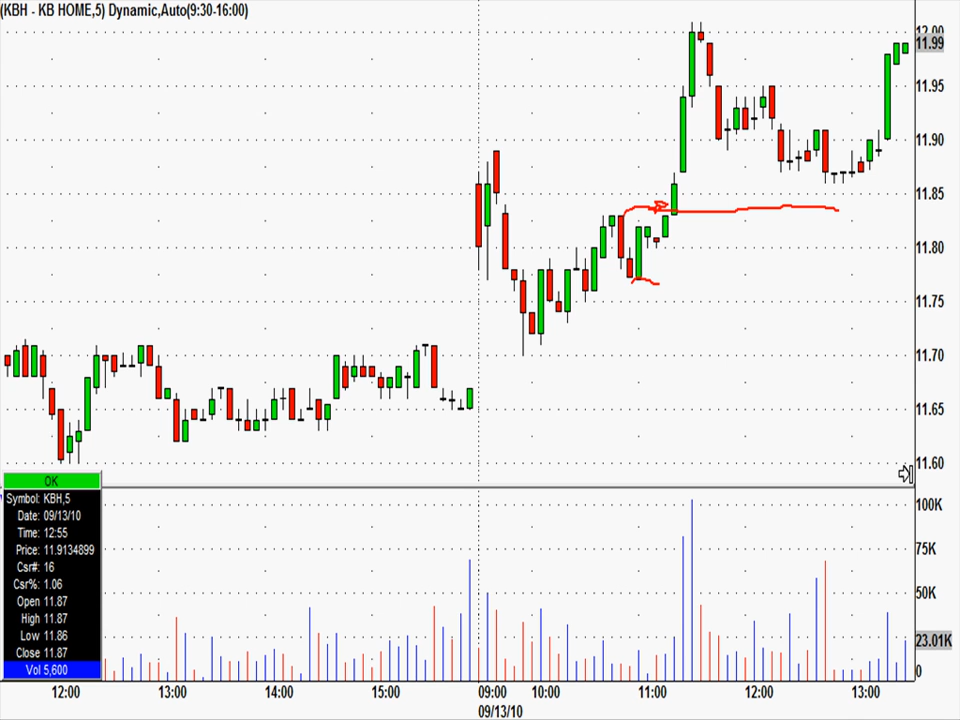 (KBH - KB HOME,5) Dynamic,Auto(9:30-16:00)
12.00
11.99
11.95
11.90
11.85
11.80
11.75
11.70
11.65
11.60
OK
Symbol: KBH,5
Date: 09/13/10
Time: 12:55
Price: 11.9134899
Csr#: 16
Csr%: 1.06
Open 11.87
High 11.87
Low 11.86
Close 11.87
Vol 5,600
100K
75K
50K
23.01K
0
12:00 13:00 14:00 15:00 09:00 10:00 11:00 12:00 13:00
09/13/10